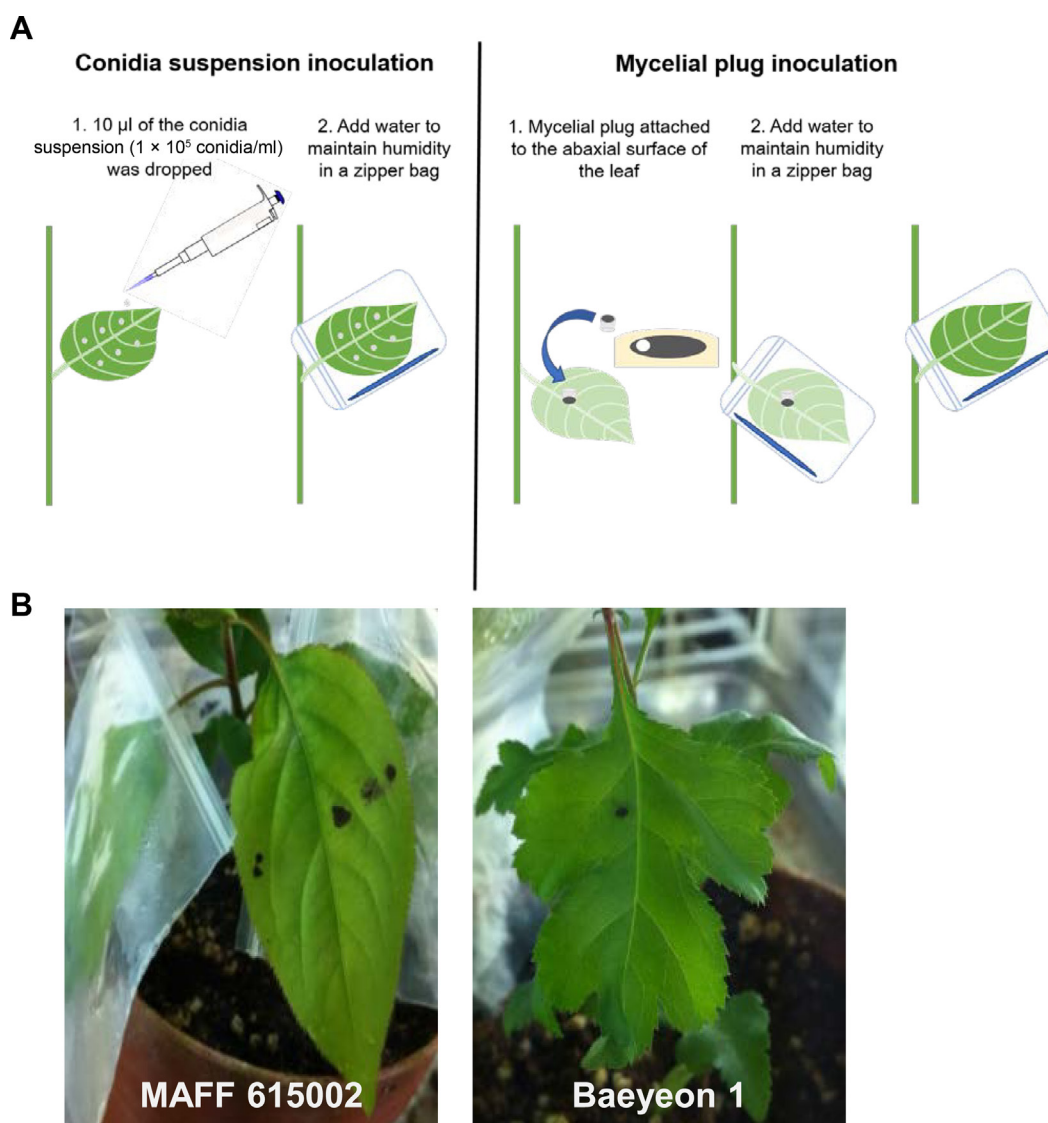 A
Conidia suspension inoculation
1. 10 µl of the conidia
suspension (1 × 10⁵ conidia/ml)
was dropped
2. Add water to
maintain humidity
in a zipper bag
Mycelial plug inoculation
1. Mycelial plug attached
to the abaxial surface of
the leaf
2. Add water to
maintain humidity
in a zipper bag
B
MAFF 615002
Baeyeon 1